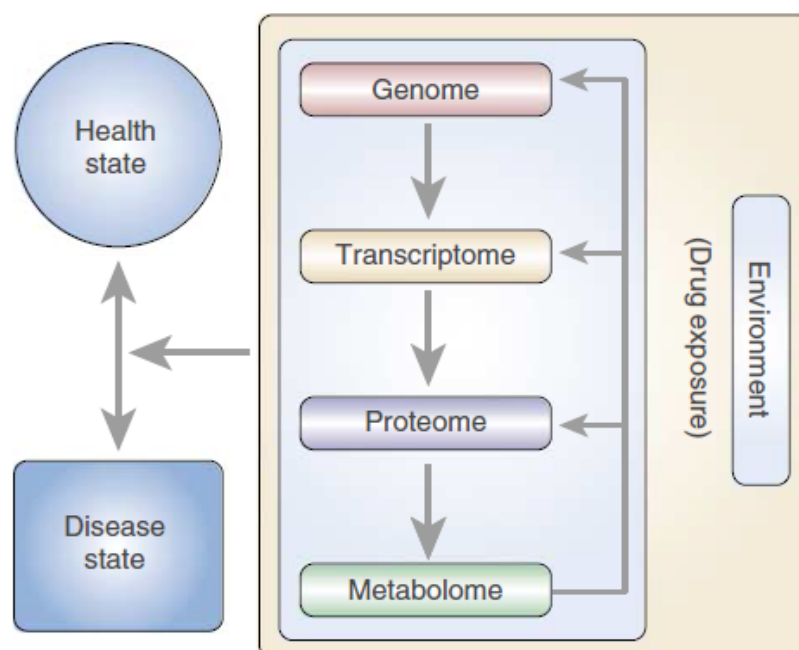 Health
state
Disease
state
Genome
Transcriptome
Proteome
Metabolome
(Drug exposure)
Environment